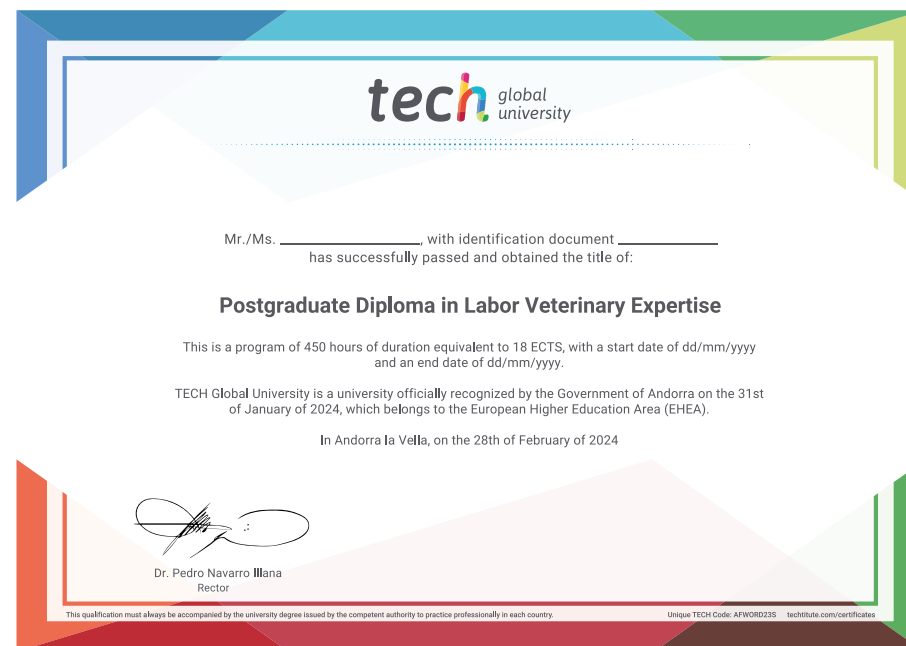 tech global
university
Mr./Ms. ____________, with identification document ____________
has successfully passed and obtained the title of:
Postgraduate Diploma in Labor Veterinary Expertise
This is a program of 450 hours of duration equivalent to 18 ECTS, with a start date of dd/mm/yyyy
and an end date of dd/mm/yyyy.
TECH Global University is a university officially recognized by the Government of Andorra on the 31st
of January of 2024, which belongs to the European Higher Education Area (EHEA).
In Andorra la Vella, on the 28th of February of 2024
Dr. Pedro Navarro Illana
Rector
This qualification must always be accompanied by the university degree issued by the competent authority to practice professionally in each country.
Unique TECH Code: AFWORD23S techtitute.com/certificates